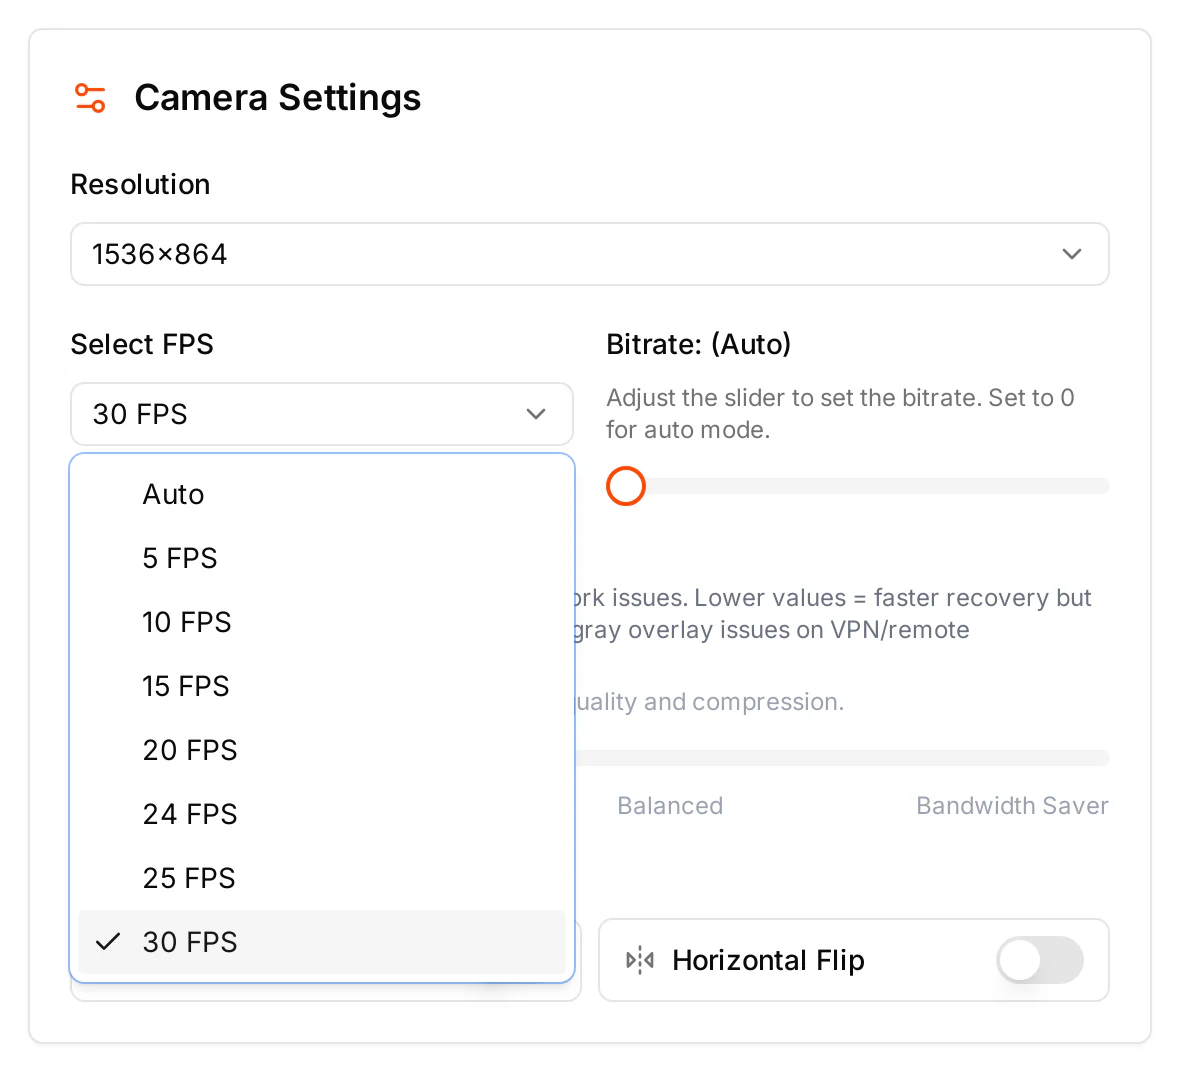 Camera Settings
Resolution
1536×864
Select FPS
30 FPS
Auto
5 FPS
10 FPS
15 FPS
20 FPS
24 FPS
25 FPS
30 FPS
Bitrate: (Auto)
Adjust the slider to set the bitrate. Set to 0
for auto mode.
issues. Lower values = faster recovery but
gray overlay issues on VPN/remote
and compression.
Balanced
Bandwidth Saver
Horizontal Flip